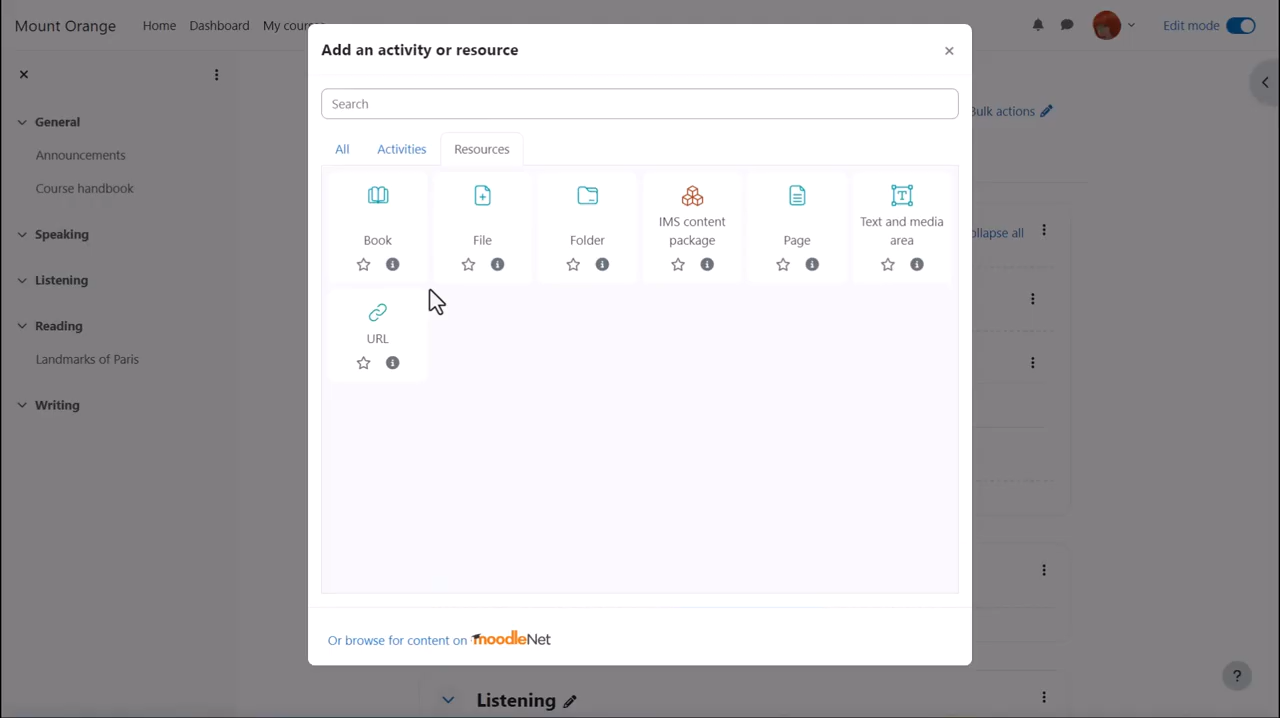 Mount Orange
Home
Dashboard
My cour
Edit mode
Add an activity or resource
Search
All
Activities
Resources
General
Announcements
Course handbook
Speaking
Listening
Reading
Landmarks of Paris
Writing
Bulk actions
ollapse all
Book
File
Folder
IMS content
package
Page
Text and media
area
URL
Or browse for content on moodleNet
Listening
?